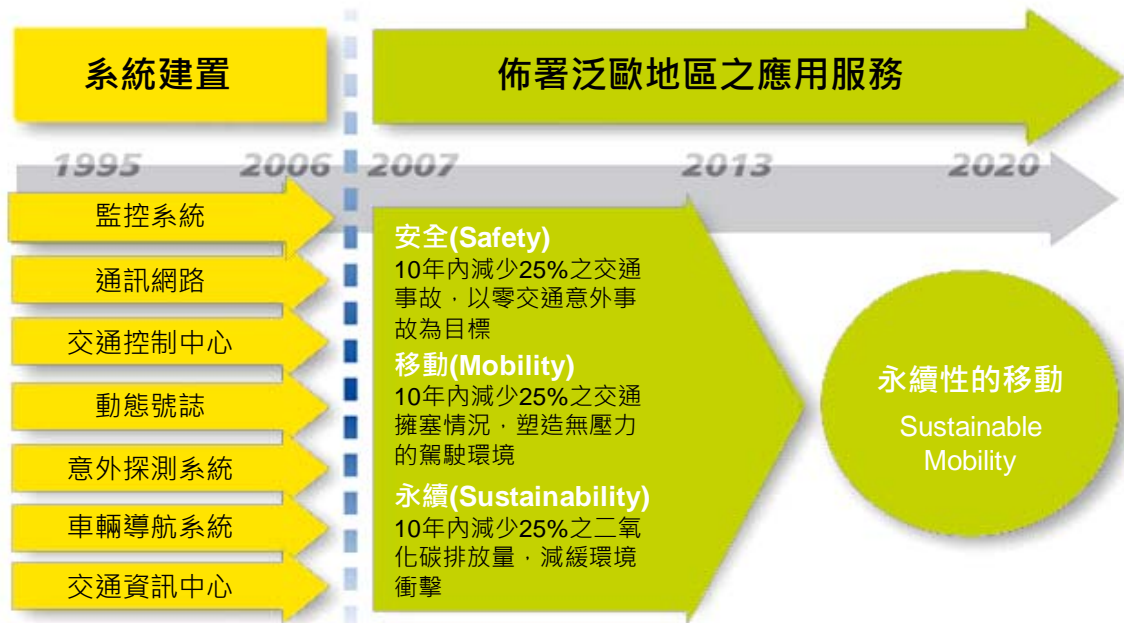 系統建置
佈署泛歐地區之應用服務
1995 2006 2007 2013 2020
監控系統
通訊網路
交通控制中心
動態號誌
意外探測系統
車輛導航系統
交通資訊中心
安全(Safety)
10年內減少25%之交通
事故，以零交通意外事
故為目標
移動(Mobility)
10年內減少25%之交通
擁塞情況，塑造無壓力
的駕駛環境
永續(Sustainability)
10年內減少25%之二氧
化碳排放量，減緩環境
衝擊
永續性的移動
Sustainable
Mobility